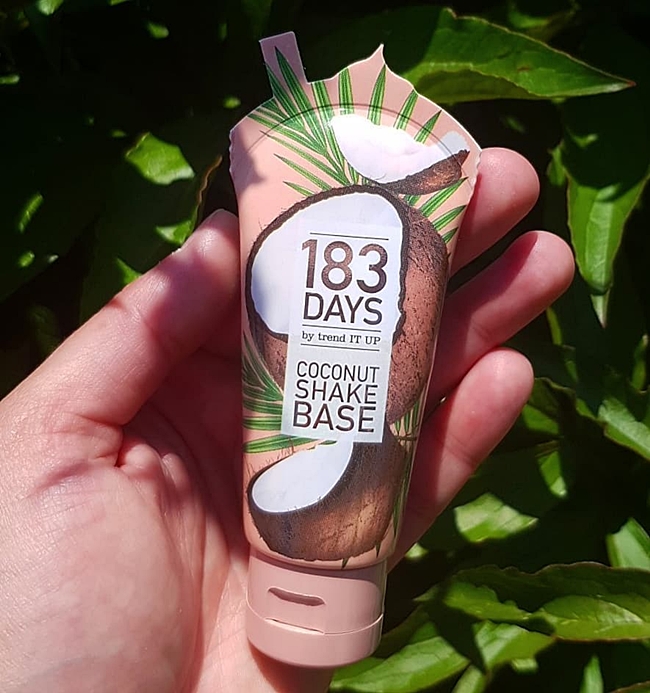 183
DAYS
by trend IT UP
COCONUT
SHAKE
BASE